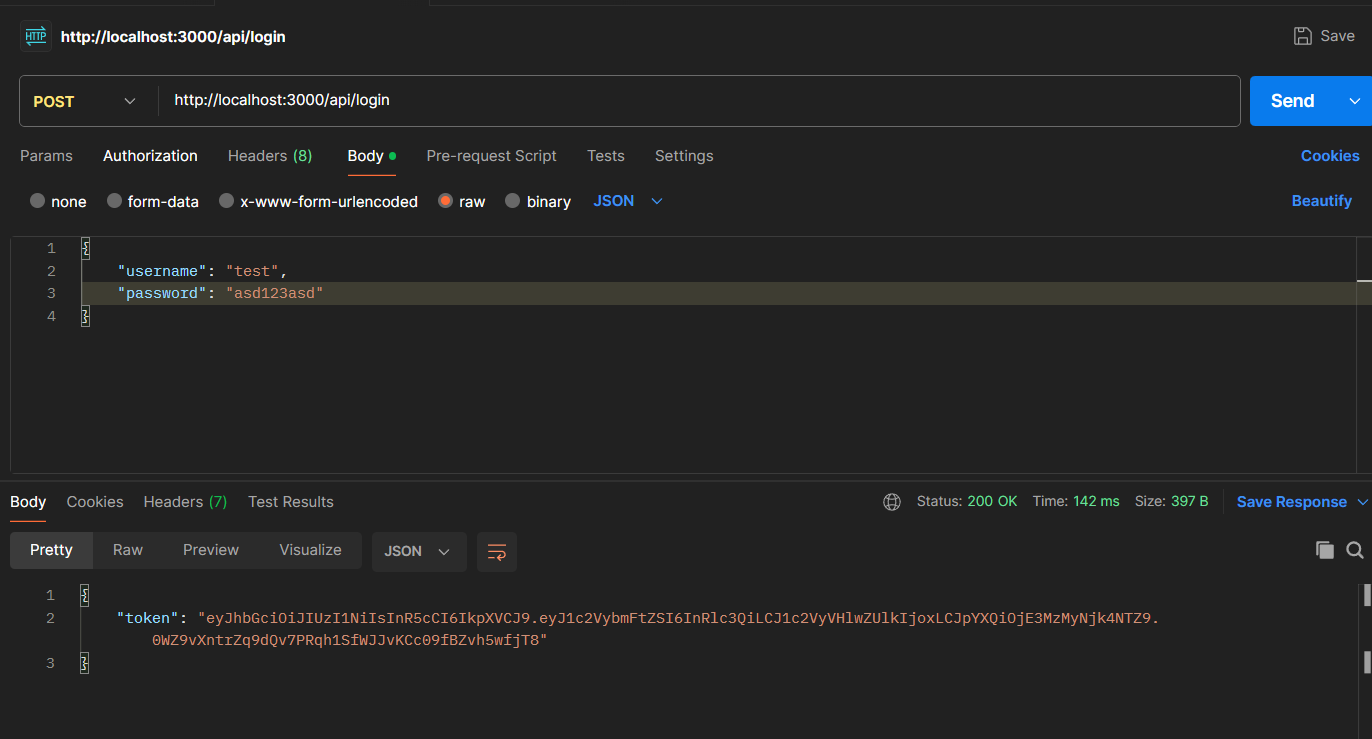 HTTP http://localhost:3000/api/login Save
POST http://localhost:3000/api/login Send
Params Authorization Headers (8) Body Pre-request Script Tests Settings Cookies
none form-data x-www-form-urlencoded raw binary JSON Beautify
1 {
2 "username": "test",
3 "password": "asd123asd"
4 }
Body Cookies Headers (7) Test Results Status: 200 OK Time: 142 ms Size: 397 B Save Response
Pretty Raw Preview Visualize JSON
1 {
2 "token": "eyJhbGciOiJIUzI1NiIsInR5cCI6IkpXVCJ9.eyJ1c2VybmFtZSI6InRlc3QiLCJ1c2VyVHlwZUlkIjoxLCJpYXQiOjE3MzMyNjk4NTZ9.
0WZ9vXntrZq9dQv7PRqh1SfWJJvKCc09fBZvh5wfjT8"
3 }